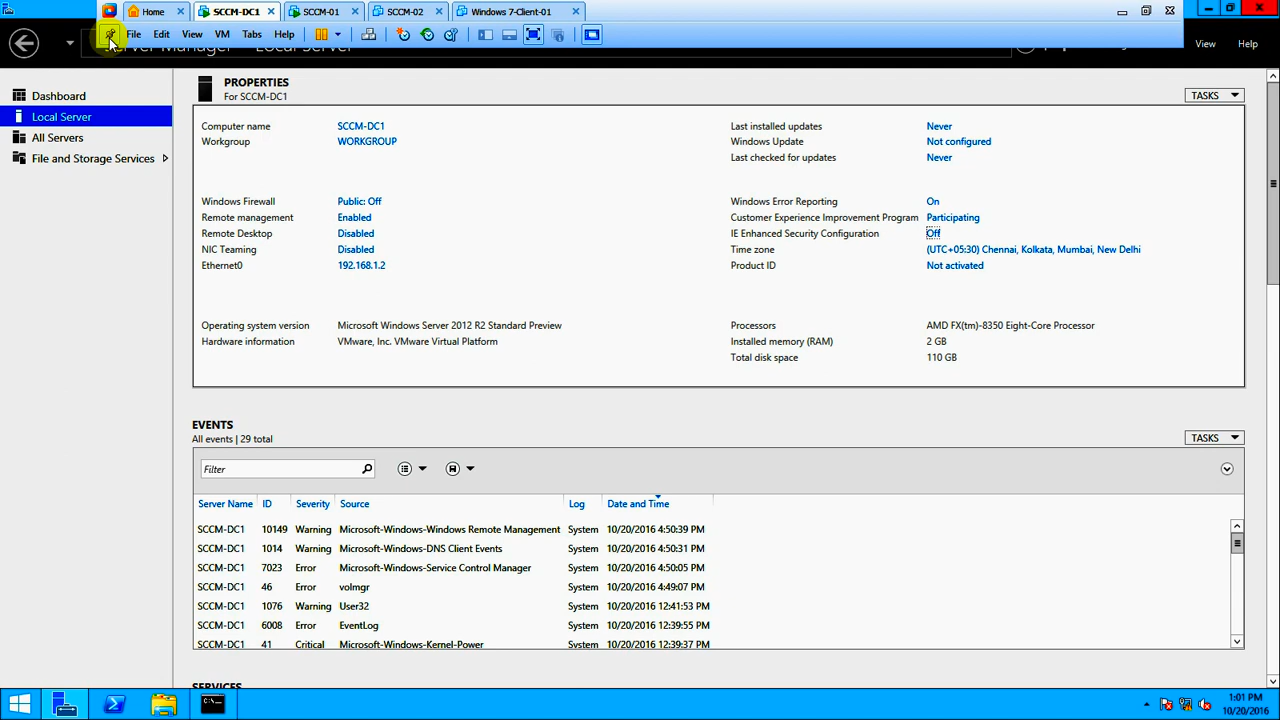 Home
SCCM-DC1
SCCM-01
SCCM-02
Windows 7-Client-01
File Edit View VM Tabs Help
View Help
Dashboard
Local Server
All Servers
File and Storage Services
PROPERTIES
For SCCM-DC1
TASKS
Computer name SCCM-DC1
Workgroup WORKGROUP
Last installed updates Never
Windows Update Not configured
Last checked for updates Never
Windows Firewall Public: Off
Remote management Enabled
Remote Desktop Disabled
NIC Teaming Disabled
Ethernet0 192.168.1.2
Windows Error Reporting On
Customer Experience Improvement Program Participating
IE Enhanced Security Configuration Off
Time zone (UTC+05:30) Chennai, Kolkata, Mumbai, New Delhi
Product ID Not activated
Operating system version Microsoft Windows Server 2012 R2 Standard Preview
Hardware information VMware, Inc. VMware Virtual Platform
Processors AMD FX(tm)-8350 Eight-Core Processor
Installed memory (RAM) 2 GB
Total disk space 110 GB
EVENTS
All events | 29 total
TASKS
Filter
Server Name ID Severity Source Log Date and Time
SCCM-DC1 10149 Warning Microsoft-Windows-Windows Remote Management System 10/20/2016 4:50:39 PM
SCCM-DC1 1014 Warning Microsoft-Windows-DNS Client Events System 10/20/2016 4:50:31 PM
SCCM-DC1 7023 Error Microsoft-Windows-Service Control Manager System 10/20/2016 4:50:05 PM
SCCM-DC1 46 Error volmgr System 10/20/2016 4:49:07 PM
SCCM-DC1 1076 Warning User32 System 10/20/2016 12:41:53 PM
SCCM-DC1 6008 Error EventLog System 10/20/2016 12:39:55 PM
SCCM-DC1 41 Critical Microsoft-Windows-Kernel-Power System 10/20/2016 12:39:37 PM
SERVICES
C:\_
1:01 PM
10/20/2016